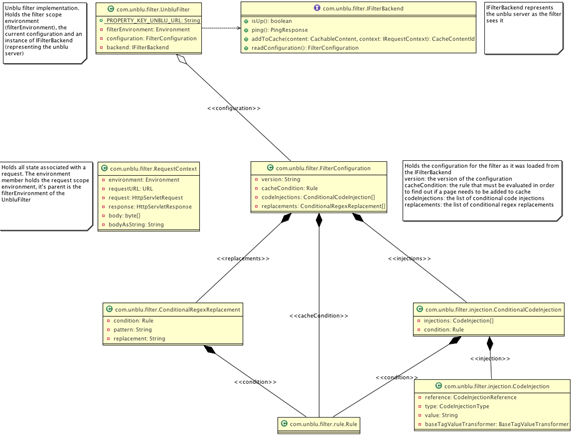 Unblu filter implementation.
Holds the filter scope
environment
(filterEnvironment), the
current configuration and an
instance of IFilterBackend
(representing the unblu
server)
com.unblu.filter.UnbluFilter
_PROPERTY_KEY_UNBLU_URL: String
filterEnvironment: Environment
configuration: FilterConfiguration
backend: IFilterBackend
com.unblu.filter.IFilterBackend
isUp(): boolean
ping(): PingResponse
addToCache(content: CachableContent, context: IRequestContext): CacheContentId
readConfiguration(): FilterConfiguration
IFilterBackend represents
the unblu server as the filter
sees it
<<configuration>>
Holds all state associated with a
request. The environment
member holds the request scope
environment, it's parent is the
filterEnvironment of the
UnbluFilter
com.unblu.filter.RequestContext
environment: Environment
requestURL: URL
request: HttpServletRequest
response: HttpServletResponse
body: byte[]
bodyAsString: String
com.unblu.filter.FilterConfiguration
version: String
cacheCondition: Rule
codeInjections: ConditionalCodeInjection[]
replacements: ConditionalRegexReplacement[]
Holds the configuration for the filter as it was loaded from
the IFilterBackend
version: the version of the configuration
cacheCondition: the rule that must be evaluated in order
to find out if a page needs to be added to cache
codeInjections: the list of conditional code injections
replacements: the list of conditional regex replacements
<<replacements>>
<<injections>>
<<cacheCondition>>
com.unblu.filter.ConditionalRegexReplacement
condition: Rule
pattern: String
replacement: String
com.unblu.filter.injection.ConditionalCodeInjection
injections: CodeInjection[]
condition: Rule
<<condition>>
<<condition>>
<<injection>>
com.unblu.filter.injection.CodeInjection
reference: CodeInjectionReference
type: CodeInjectionType
value: String
baseTagValueTransformer: BaseTagValueTransformer
com.unblu.filter.rule.Rule